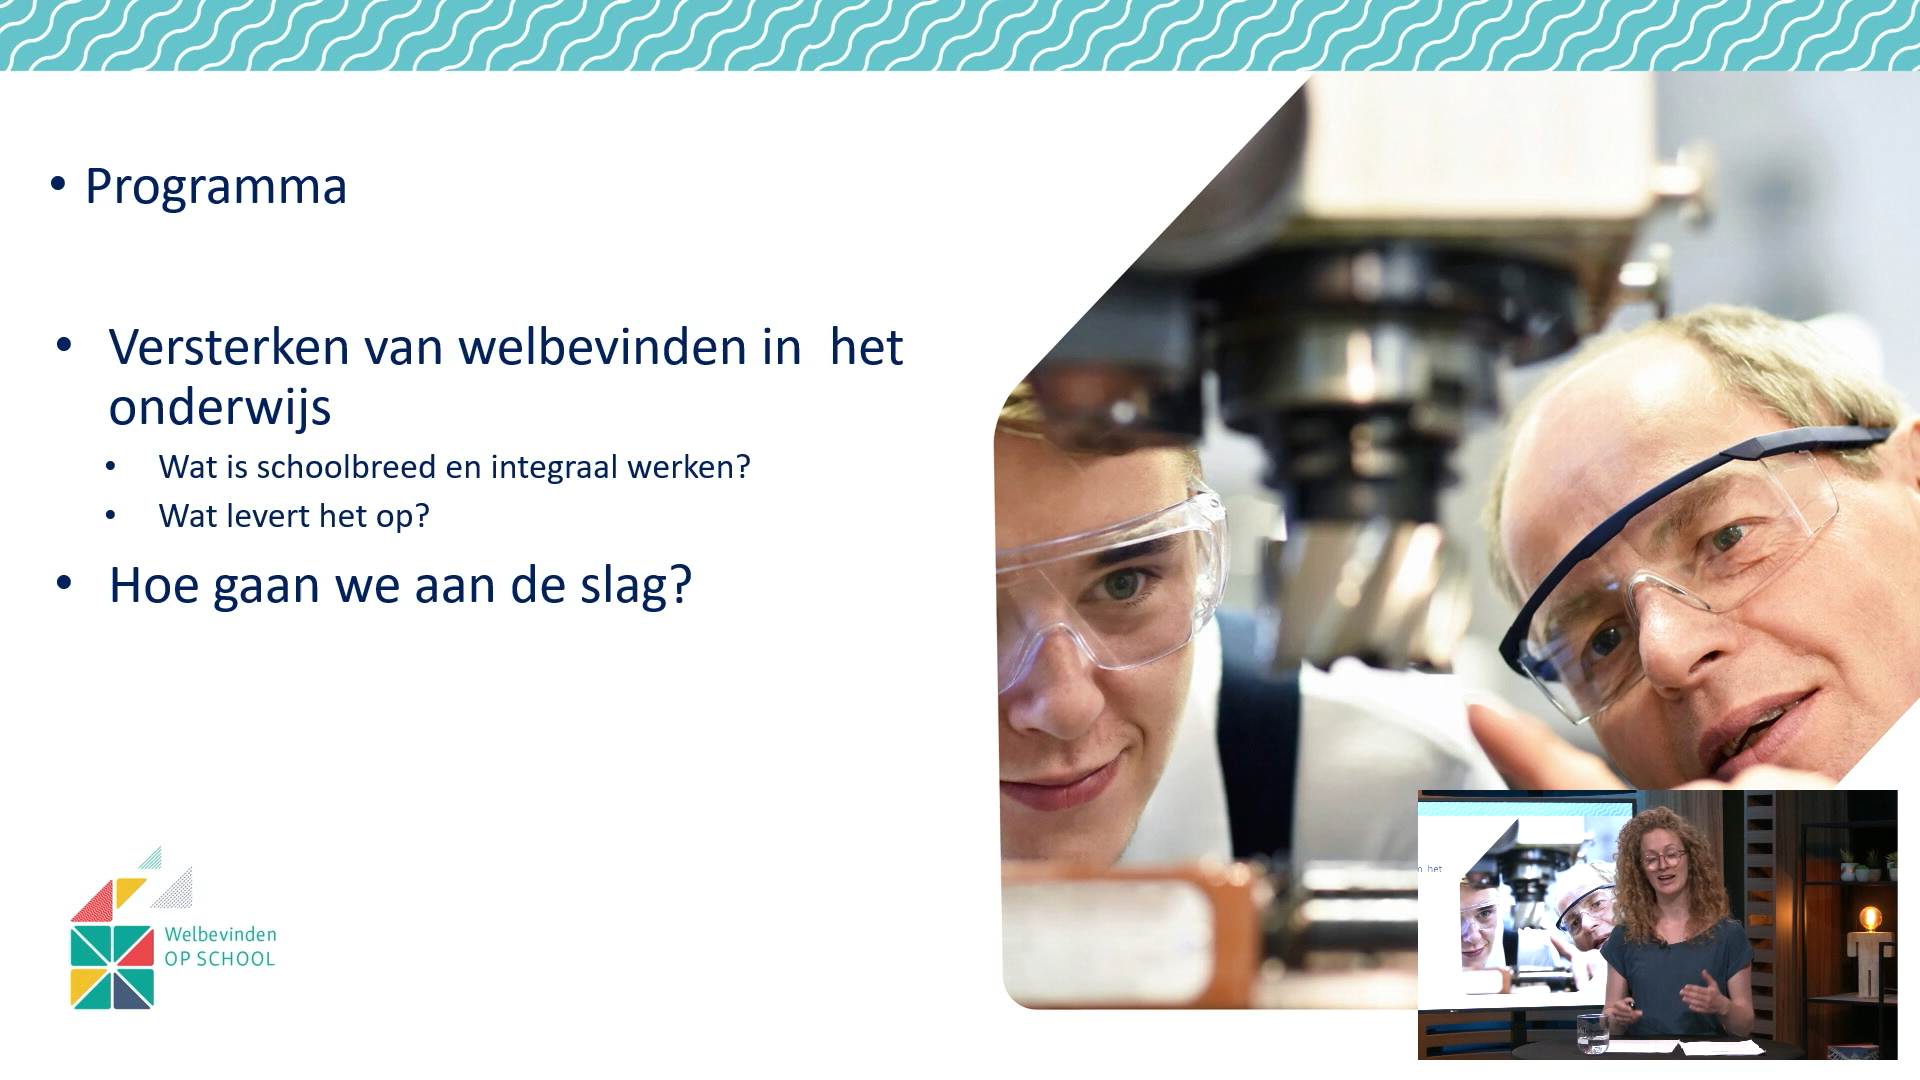 • Programma
• Versterken van welbevinden in het
onderwijs
• Wat is schoolbreed en integraal werken?
• Wat levert het op?
• Hoe gaan we aan de slag?
Welbevinden
OP SCHOOL
het